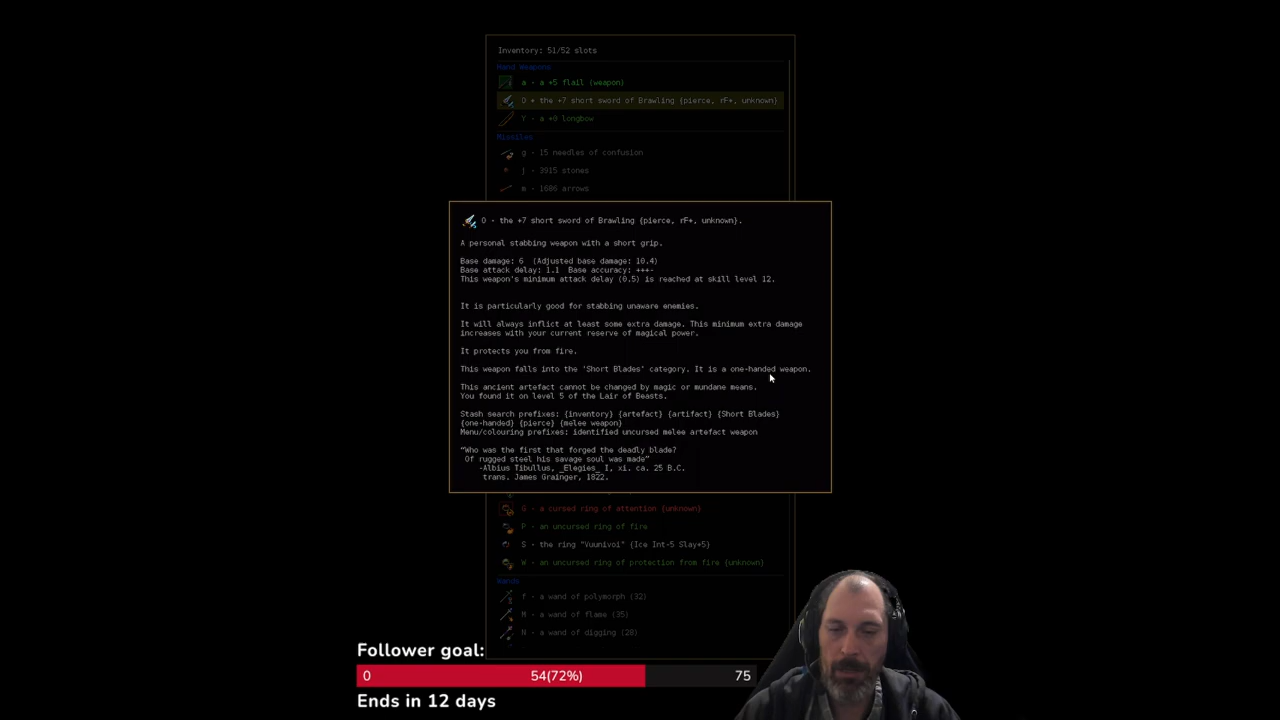 Inventory: 51/52 slots
Hand Weapons
a - a +5 flail (weapon)
O + the +7 short sword of Brawling {pierce, rF+, unknown}
Y - a +0 longbow
Missiles
g - 15 needles of confusion
j - 3915 stones
m - 1686 arrows
O - the +7 short sword of Brawling {pierce, rF+, unknown}.
A personal stabbing weapon with a short grip.
Base damage: 6 (Adjusted base damage: 10.4)
Base attack delay: 1.1 Base accuracy: +++-
This weapon's minimum attack delay (0.5) is reached at skill level 12.
It is particularly good for stabbing unaware enemies.
It will always inflict at least some extra damage. This minimum extra damage
increases with your current reserve of magical power.
It protects you from fire.
This weapon falls into the 'Short Blades' category. It is a one-handed weapon.
This ancient artefact cannot be changed by magic or mundane means.
You found it on level 5 of the Lair of Beasts.
Stash search prefixes: {inventory} {artefact} {artifact} {Short Blades}
{one-handed} {pierce} {melee weapon}
Menu/colouring prefixes: identified uncursed melee artefact weapon
“Who was the first that forged the deadly blade?
Of rugged steel his savage soul was made”
-Albius Tibullus, _Elegies_ I, xi. ca. 25 B.C.
trans. James Grainger, 1822.
a cursed ring of attention {unknown}
P - an uncursed ring of fire
S - the ring "Vuunivoi" {Ice Int-5 Slay+5}
W - an uncursed ring of protection from fire {unknown}
Wands
f - a wand of polymorph (32)
M - a wand of flame (35)
N - a wand of digging (28)
Follower goal:
0 54(72%) 75
Ends in 12 days